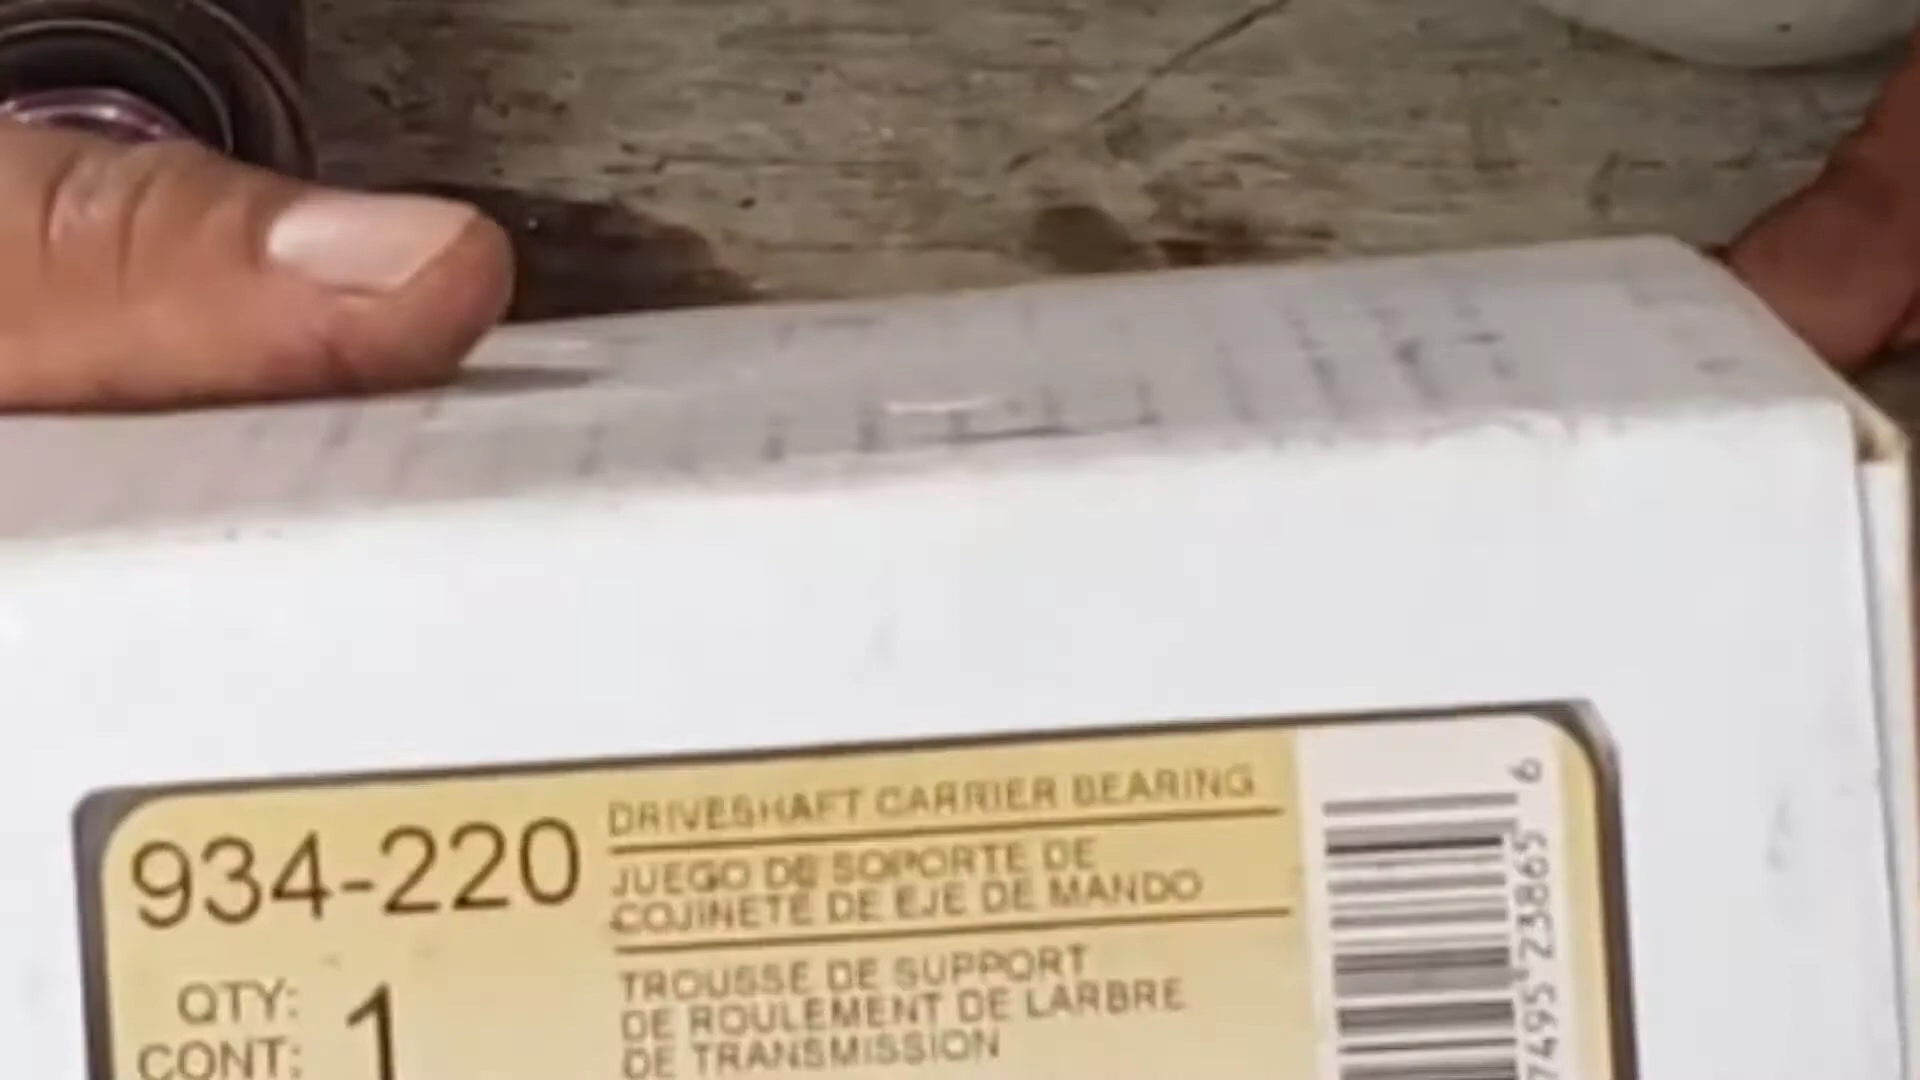 934-220
DRIVESHAFT CARRIER BEARING
JUEGO DE SOPORTE DE
COJINETE DE EJE DE MANDO
TROUSSE DE SUPPORT
DE ROULEMENT DE LARBRE
DE TRANSMISSION
QTY:
CONT: 1
7495 23865 6